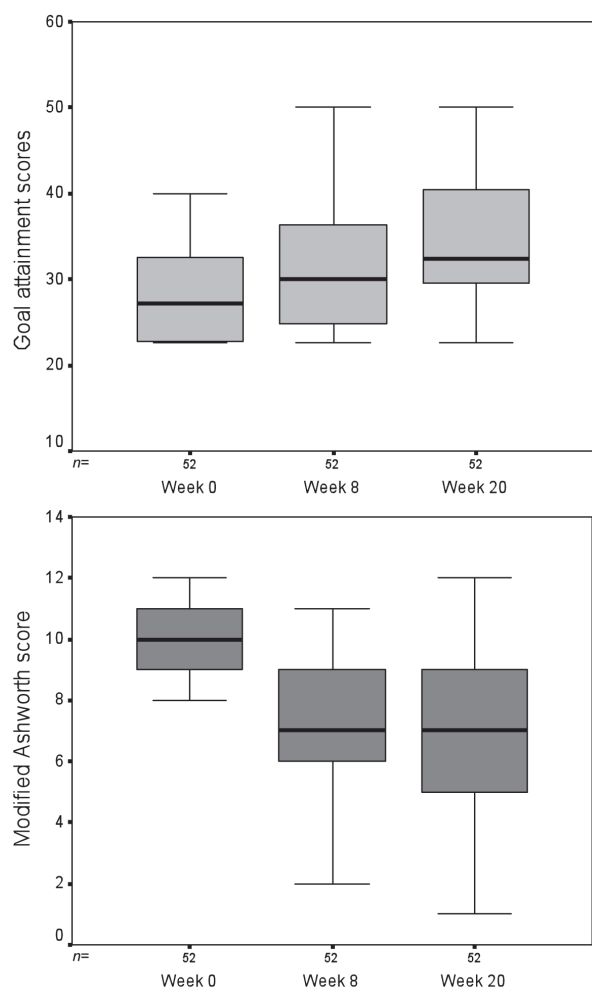 Goal attainment scores
60
50
40
30
20
10
n= 52 52 52
Week 0 Week 8 Week 20
Modified Ashworth score
14
12
10
8
6
4
2
0
n= 52 52 52
Week 0 Week 8 Week 20